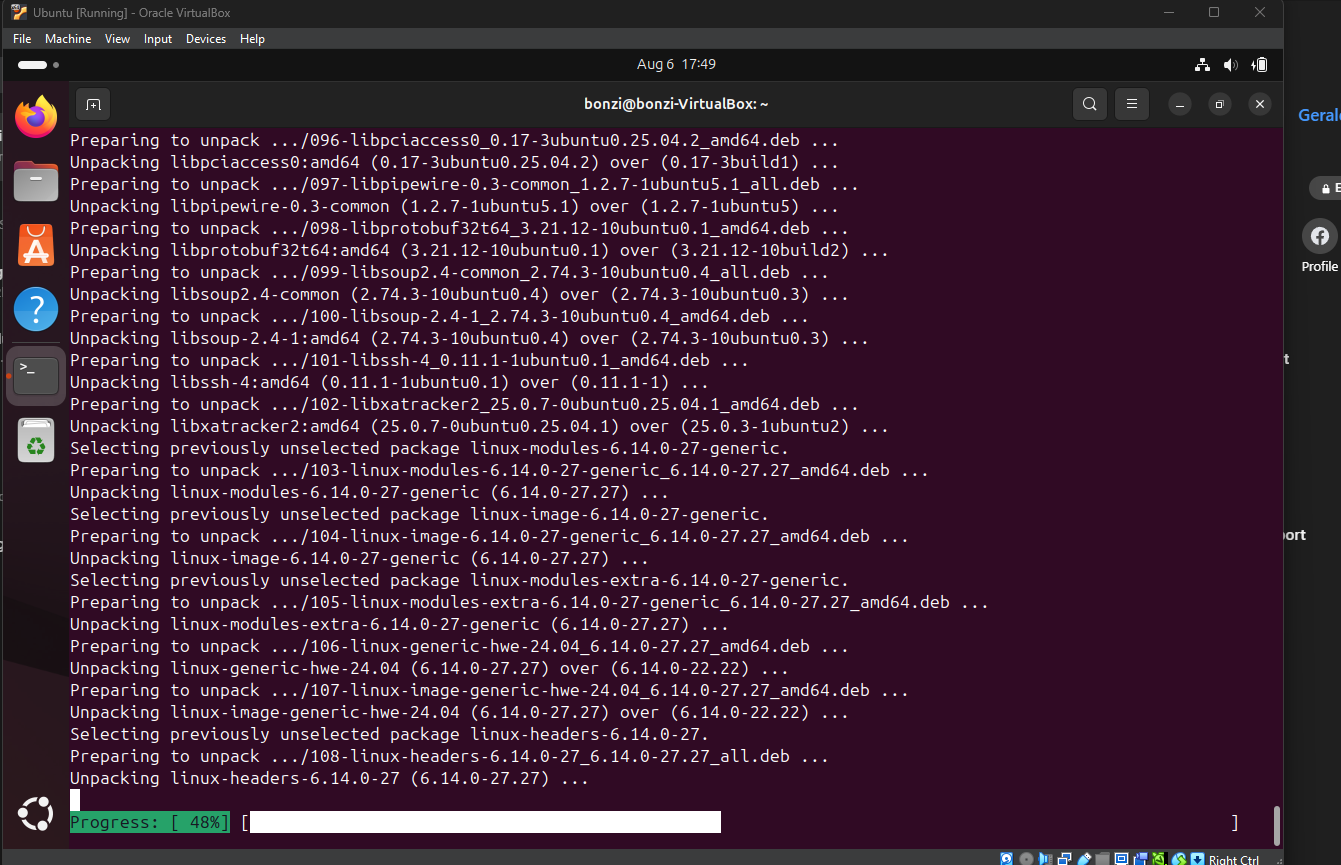 Ubuntu [Running] - Oracle VirtualBox
File Machine View Input Devices Help
Aug 6 17:49
bonzi@bonzi-VirtualBox: ~
Preparing to unpack .../096-libpciaccess0_0.17-3ubuntu0.25.04.2_amd64.deb ...
Unpacking libpciaccess0:amd64 (0.17-3ubuntu0.25.04.2) over (0.17-3build1) ...
Preparing to unpack .../097-libpipewire-0.3-common_1.2.7-1ubuntu5.1_all.deb ...
Unpacking libpipewire-0.3-common (1.2.7-1ubuntu5.1) over (1.2.7-1ubuntu5) ...
Preparing to unpack .../098-libprotobuf32t64_3.21.12-10ubuntu0.1_amd64.deb ...
Unpacking libprotobuf32t64:amd64 (3.21.12-10ubuntu0.1) over (3.21.12-10build2) ...
Preparing to unpack .../099-libsoup2.4-common_2.74.3-10ubuntu0.4_all.deb ...
Unpacking libsoup2.4-common (2.74.3-10ubuntu0.4) over (2.74.3-10ubuntu0.3) ...
Preparing to unpack .../100-libsoup-2.4-1_2.74.3-10ubuntu0.4_amd64.deb ...
Unpacking libsoup-2.4-1:amd64 (2.74.3-10ubuntu0.4) over (2.74.3-10ubuntu0.3) ...
Preparing to unpack .../101-libssh-4_0.11.1-1ubuntu0.1_amd64.deb ...
Unpacking libssh-4:amd64 (0.11.1-1ubuntu0.1) over (0.11.1-1) ...
Preparing to unpack .../102-libxatracker2_25.0.7-0ubuntu0.25.04.1_amd64.deb ...
Unpacking libxatracker2:amd64 (25.0.7-0ubuntu0.25.04.1) over (25.0.3-1ubuntu2) ...
Selecting previously unselected package linux-modules-6.14.0-27-generic.
Preparing to unpack .../103-linux-modules-6.14.0-27-generic_6.14.0-27.27_amd64.deb ...
Unpacking linux-modules-6.14.0-27-generic (6.14.0-27.27) ...
Selecting previously unselected package linux-image-6.14.0-27-generic.
Preparing to unpack .../104-linux-image-6.14.0-27-generic_6.14.0-27.27_amd64.deb ...
Unpacking linux-image-6.14.0-27-generic (6.14.0-27.27) ...
Selecting previously unselected package linux-modules-extra-6.14.0-27-generic.
Preparing to unpack .../105-linux-modules-extra-6.14.0-27-generic_6.14.0-27.27_amd64.deb ...
Unpacking linux-modules-extra-6.14.0-27-generic (6.14.0-27.27) ...
Preparing to unpack .../106-linux-generic-hwe-24.04_6.14.0-27.27_amd64.deb ...
Unpacking linux-generic-hwe-24.04 (6.14.0-27.27) over (6.14.0-22.22) ...
Preparing to unpack .../107-linux-image-generic-hwe-24.04_6.14.0-27.27_amd64.deb ...
Unpacking linux-image-generic-hwe-24.04 (6.14.0-27.27) over (6.14.0-22.22) ...
Selecting previously unselected package linux-headers-6.14.0-27.
Preparing to unpack .../108-linux-headers-6.14.0-27_6.14.0-27.27_all.deb ...
Unpacking linux-headers-6.14.0-27 (6.14.0-27.27) ...
Progress: [ 48%] [ ]
Right Ctrl
Profile